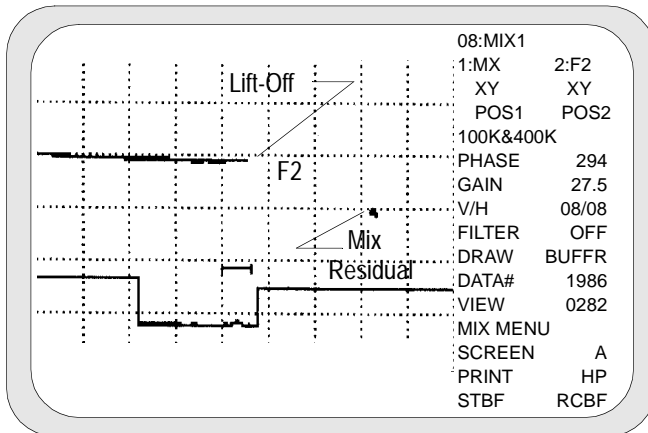 Lift-Off
F2
Mix
Residual
08:MIX1
1:MX 2:F2
XY XY
POS1 POS2
100K&400K
PHASE 294
GAIN 27.5
V/H 08/08
FILTER OFF
DRAW BUFFR
DATA# 1986
VIEW 0282
MIX MENU
SCREEN A
PRINT HP
STBF RCBF